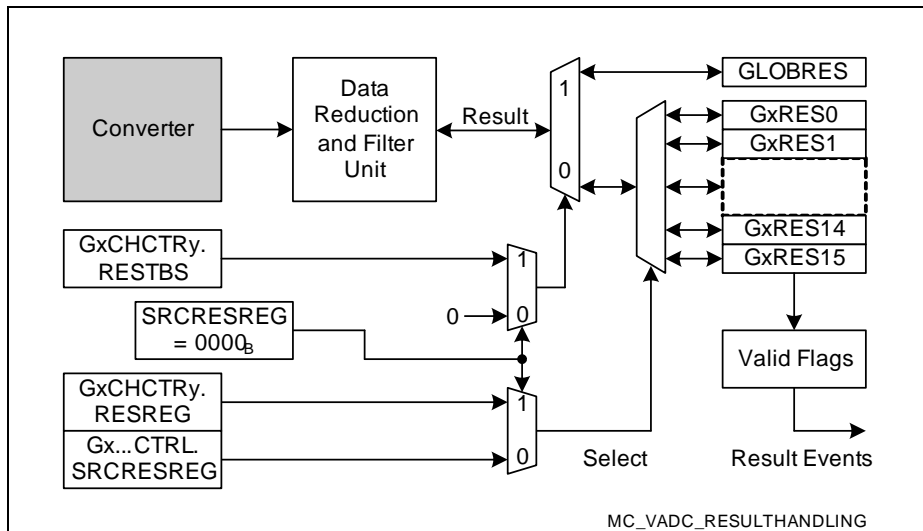 Converter
Data
Reduction
and Filter
Unit
Result
1
0
GLOBRES
GxRES0
GxRES1
GxRES14
GxRES15
GxCHCTRy.
RESTBS
1
0
0
SRCRESREG
= 0000B
GxCHCTRy.
RESREG
Gx...CTRL.
SRCRESREG
1
0
Select
Valid Flags
Result Events
MC_VADC_RESULTHANDLING